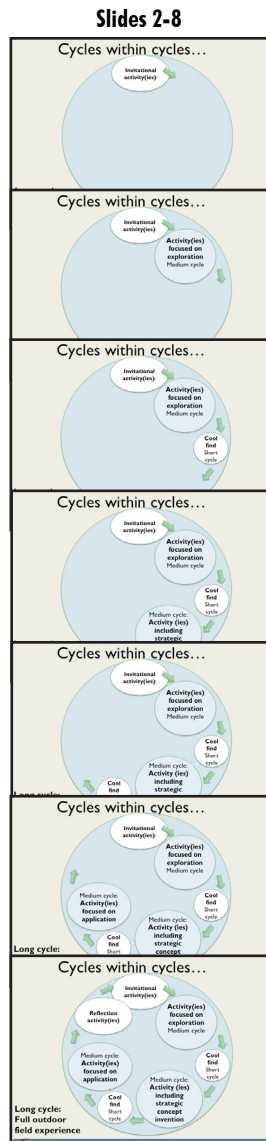 Slides 2-8
Cycles within cycles…
Invitational
activity(ies)
Cycles within cycles…
Invitational
activity(ies)
Activity(ies)
focused on
exploration
Medium cycle
Cycles within cycles…
Invitational
activity(ies)
Activity(ies)
focused on
exploration
Medium cycle
Cool
find
Short
cycle
Cycles within cycles…
Invitational
activity(ies)
Activity(ies)
focused on
exploration
Medium cycle
Cool
find
Short
cycle
Medium cycle:
Activity (ies)
including
strategic
Cycles within cycles…
Invitational
activity(ies)
Activity(ies)
focused on
exploration
Medium cycle
Cool
find
Short
cycle
Medium cycle:
Activity (ies)
including
strategic
Cool
find
Long cycle:
Cycles within cycles…
Invitational
activity(ies)
Activity(ies)
focused on
exploration
Medium cycle
Cool
find
Short
cycle
Medium cycle:
Activity (ies)
including
strategic
concept
Cool
find
Short
Medium cycle:
Activity(ies)
focused on application
Long cycle:
Cycles within cycles…
Invitational
activity(ies)
Activity(ies)
focused on
exploration
Medium cycle
Cool
find
Short
cycle
Medium cycle:
Activity (ies)
including
strategic
concept
invention
Cool
find
Short
cycle
Medium cycle:
Activity(ies)
focused on application
Reflection
activity(ies)
Long cycle:
Full outdoor
field experience